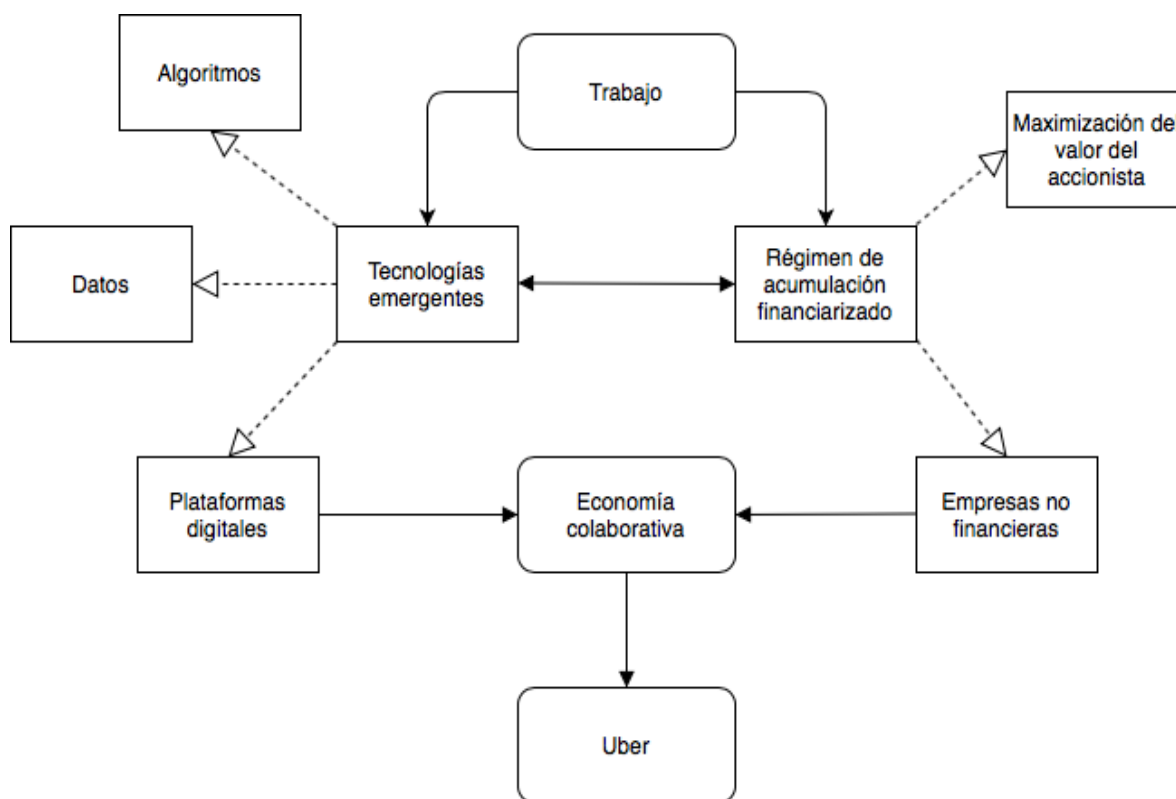 Algoritmos
Trabajo
Maximización de
valor del
accionista
Datos
Tecnologías
emergentes
Régimen de
acumulación
financiarizado
Plataformas
digitales
Economía
colaborativa
Empresas no
financieras
Uber